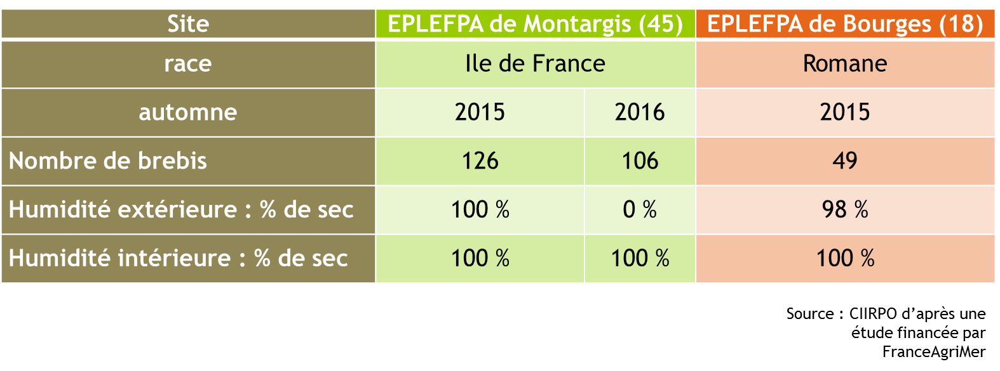 Site EPLEFPA de Montargis (45) EPLEFPA de Bourges (18)
race Ile de France Romane
automne 2015 2016 2015
Nombre de brebis 126 106 49
Humidité extérieure : % de sec 100 % 0 % 98 %
Humidité intérieure : % de sec 100 % 100 % 100 %
Source : CIIRPO d’après une
étude financée par
FranceAgriMer